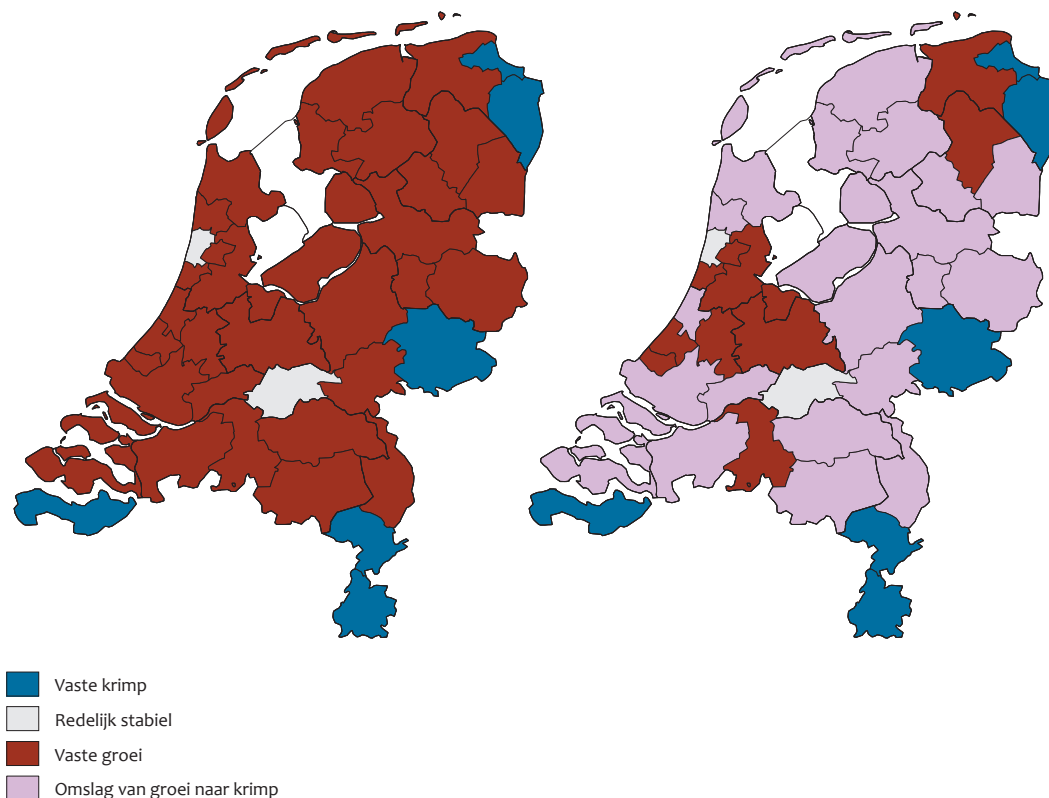 Vaste krimp
Redelijk stabiel
Vaste groei
Omslag van groei naar krimp